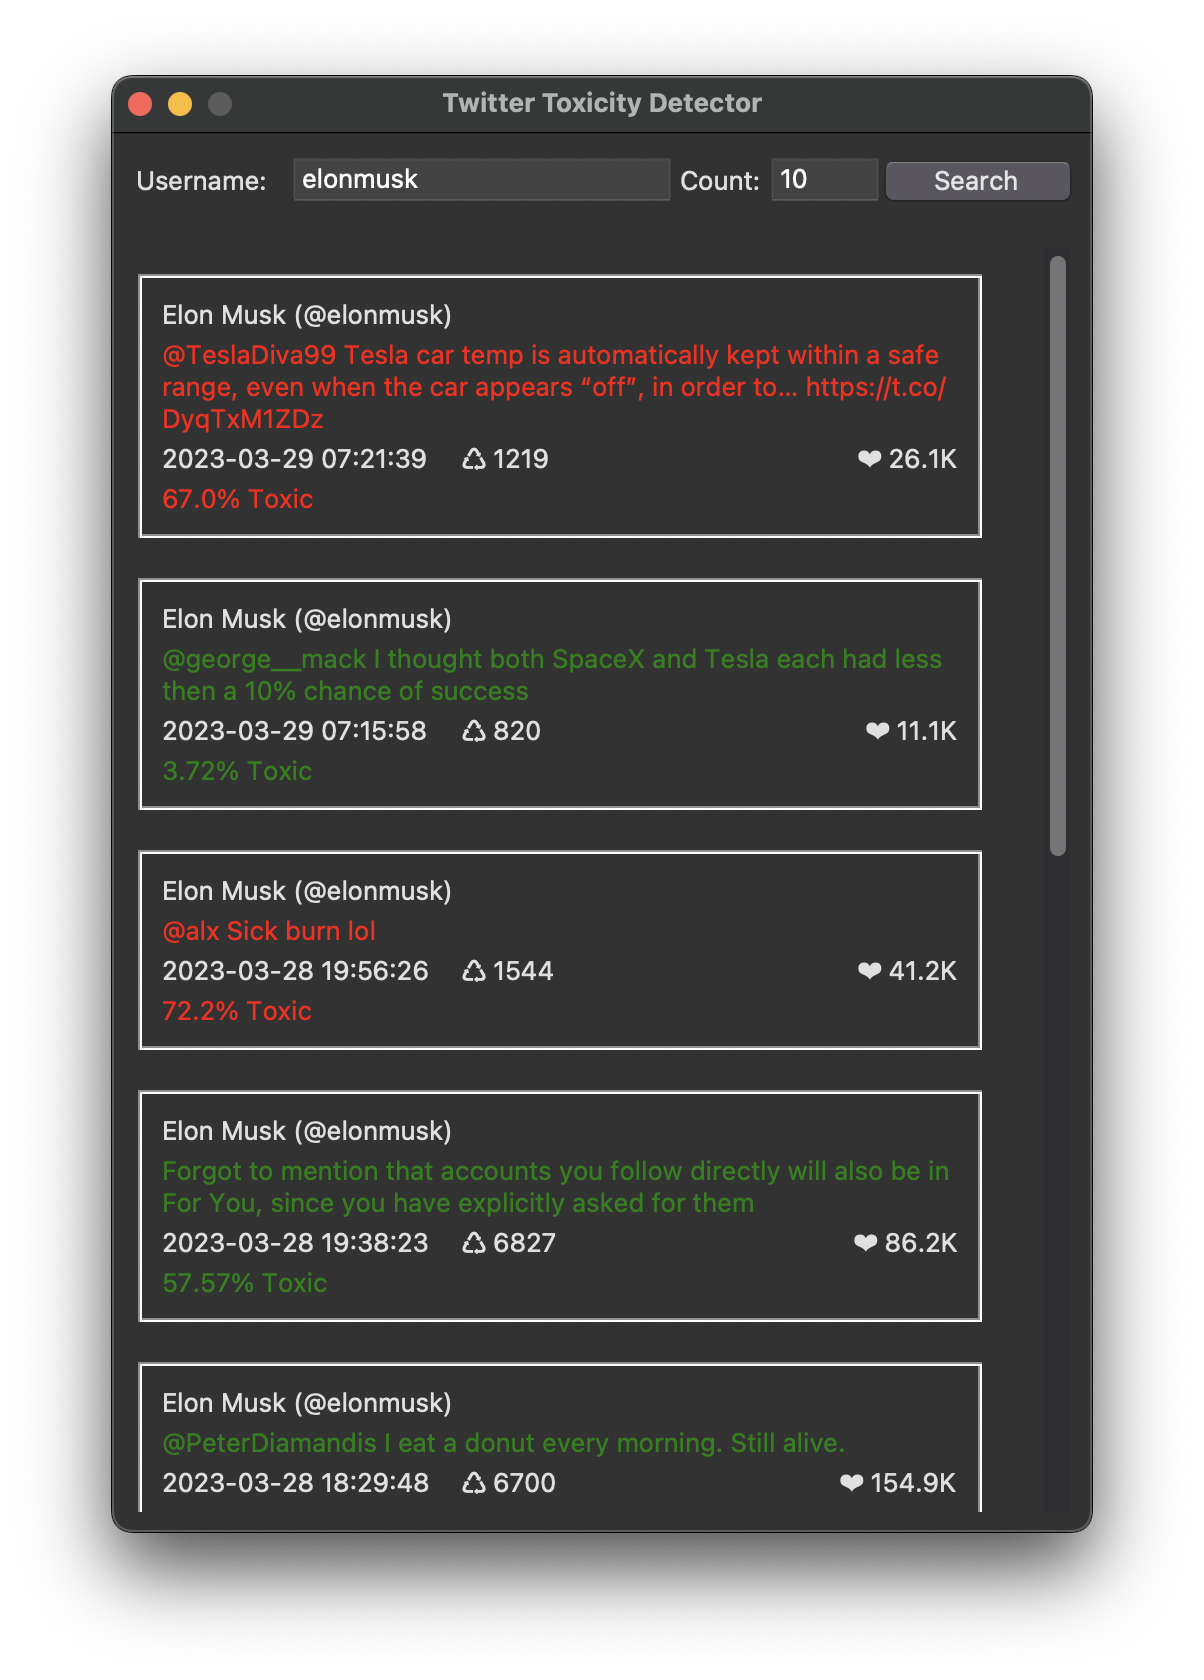 Twitter Toxicity Detector
Username: elonmusk Count: 10 Search
Elon Musk (@elonmusk)
@TeslaDiva99 Tesla car temp is automatically kept within a safe
range, even when the car appears “off”, in order to... https://t.co/
DyqTxM1ZDz
2023-03-29 07:21:39 ♺ 1219 ❤ 26.1K
67.0% Toxic
Elon Musk (@elonmusk)
@george__mack I thought both SpaceX and Tesla each had less
then a 10% chance of success
2023-03-29 07:15:58 ♺ 820 ❤ 11.1K
3.72% Toxic
Elon Musk (@elonmusk)
@alx Sick burn lol
2023-03-28 19:56:26 ♺ 1544 ❤ 41.2K
72.2% Toxic
Elon Musk (@elonmusk)
Forgot to mention that accounts you follow directly will also be in
For You, since you have explicitly asked for them
2023-03-28 19:38:23 ♺ 6827 ❤ 86.2K
57.57% Toxic
Elon Musk (@elonmusk)
@PeterDiamandis I eat a donut every morning. Still alive.
2023-03-28 18:29:48 ♺ 6700 ❤ 154.9K